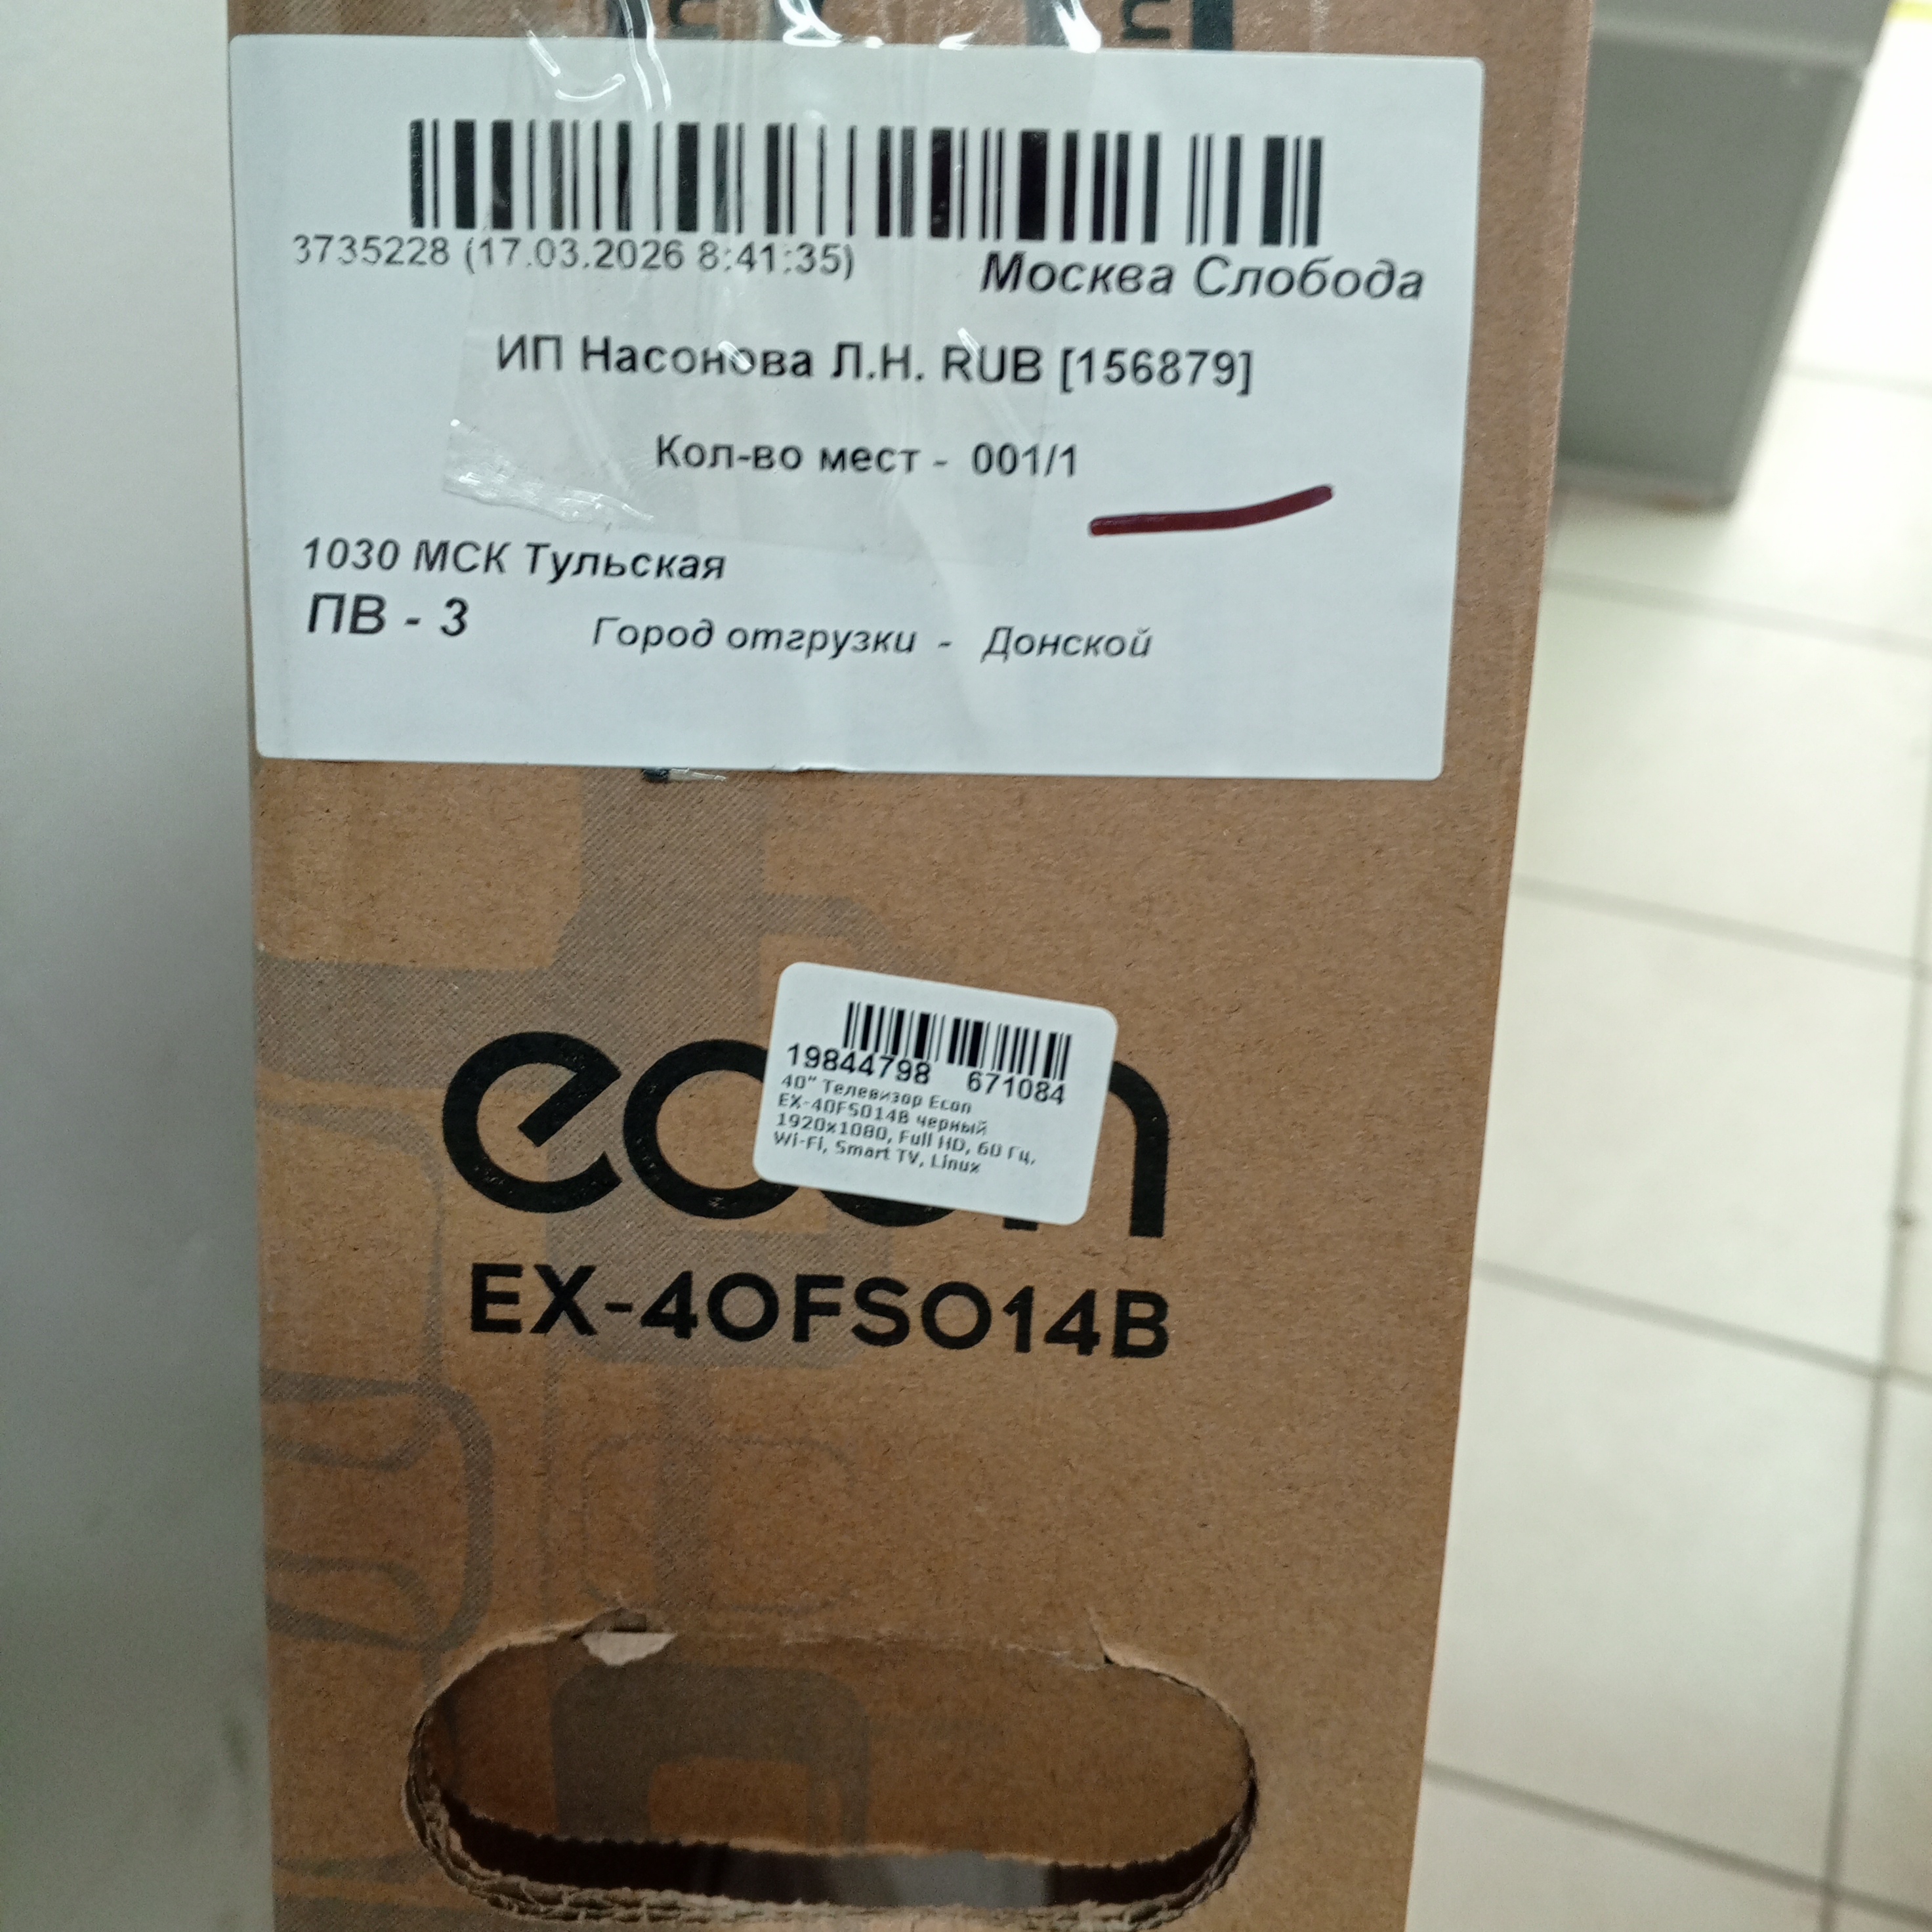 3735228 (17.03.2026 8:41:35)
Москва Слобода
ИП Насонова Л.Н. RUB [156879]
Кол-во мест - 001/1
1030 МСК Тульская
ПВ - 3
Город отгрузки - Донской
19844798 671084
40" Телевизор Econ
EX-40FS014B черный
1920x1080, Full HD, 60 Гц,
Wi-Fi, Smart TV, Linux
econ
EX-40FS014B